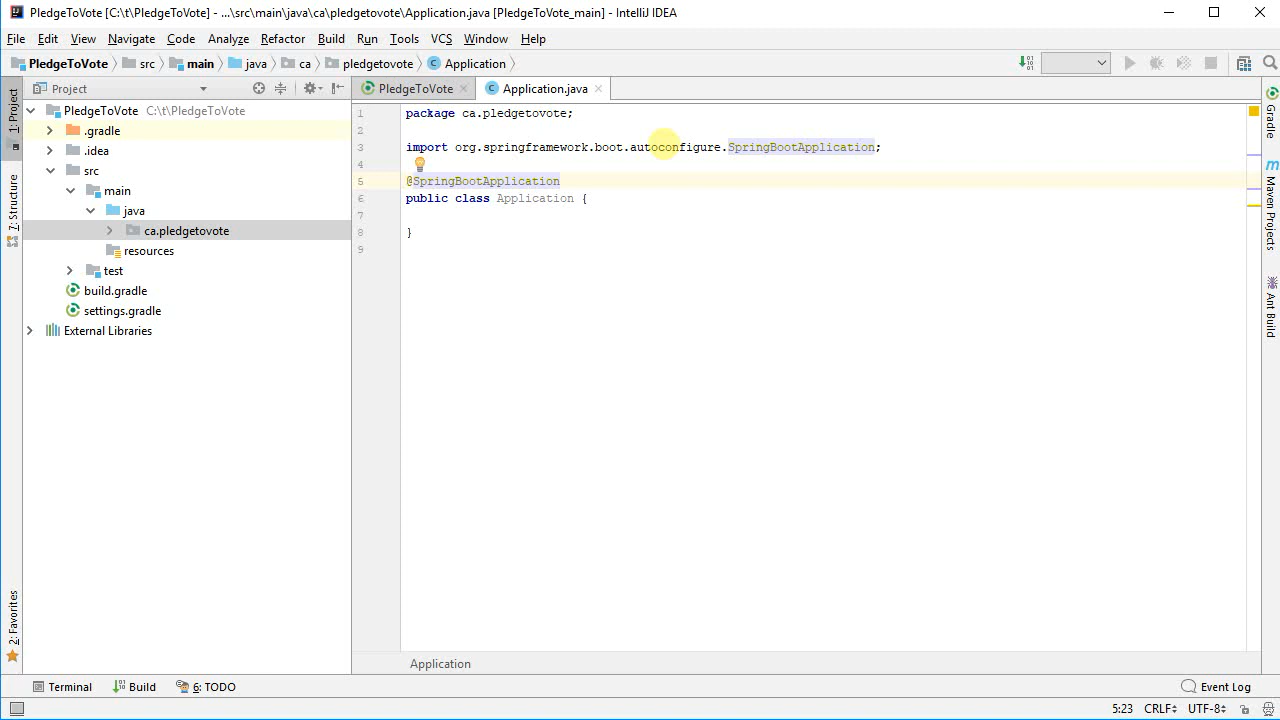 PledgeToVote [C:\t\PledgeToVote] - ...\src\main\java\ca\pledgetovote\Application.java [PledgeToVote_main] - IntelliJ IDEA
File Edit View Navigate Code Analyze Refactor Build Run Tools VCS Window Help
PledgeToVote src main java ca pledgetovote Application
Project
PledgeToVote Application.java
PledgeToVote C:\t\PledgeToVote
.gradle
.idea
src
main
java
ca.pledgetovote
resources
test
build.gradle
settings.gradle
External Libraries
1 package ca.pledgetovote;
2
3 import org.springframework.boot.autoconfigure.SpringBootApplication;
4
5 @SpringBootApplication
6 public class Application {
7
8 }
9
Application
1: Project
7: Structure
2: Favorites
Gradle
m Maven Projects
Ant Build
Terminal Build 6: TODO Event Log
5:23 CRLF UTF-8